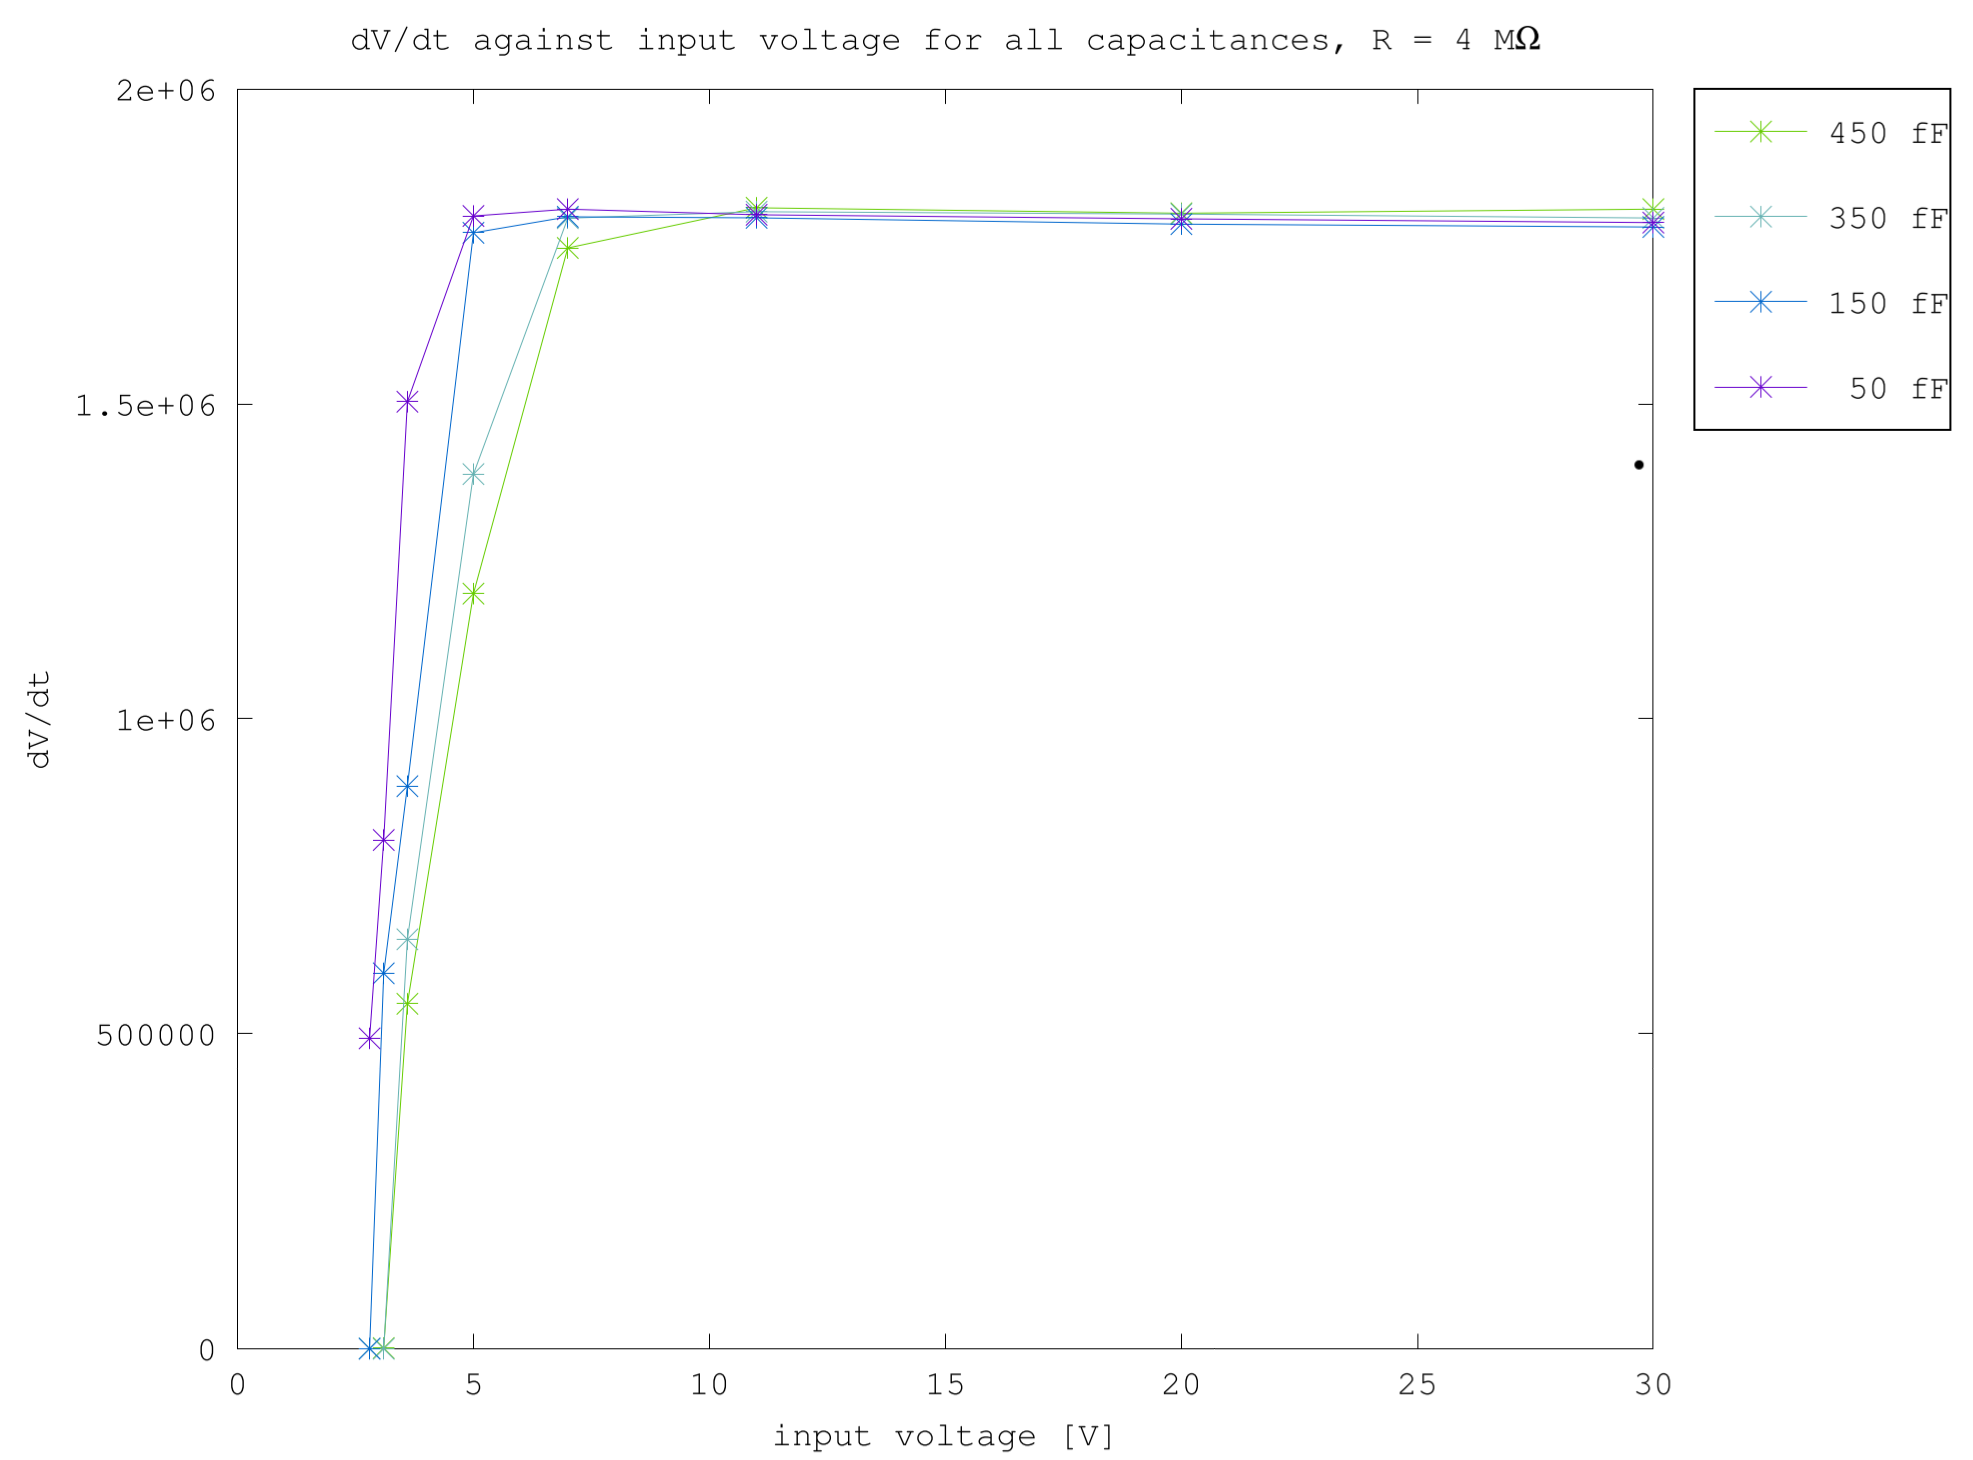 dV/dt against input voltage for all capacitances, R = 4 MΩ
2e+06
1.5e+06
1e+06
500000
0
dV/dt
0 5 10 15 20 25 30
input voltage [V]
450 fF
350 fF
150 fF
50 fF